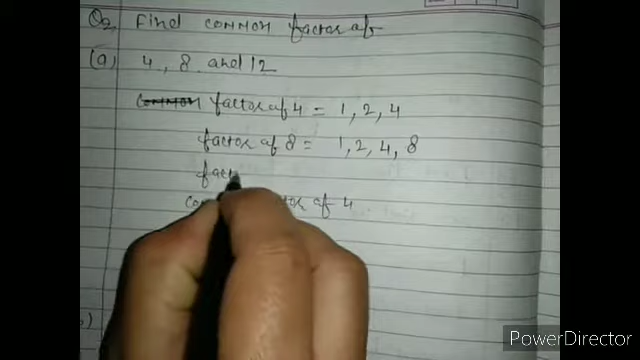 Q2, Find common factor of
(a) 4, 8 and 12
common factor of 4 = 1, 2, 4
factor of 8 = 1, 2, 4, 8
fact
of 4
PowerDirector